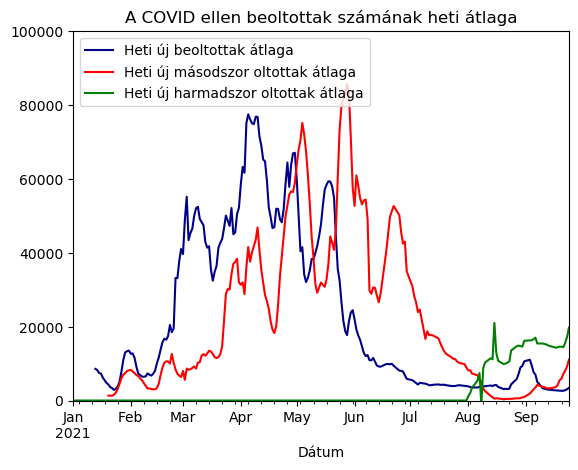 A COVID ellen beoltottak számának heti átlaga
100000
80000
60000
40000
20000
0
Heti új beoltottak átlaga
Heti új másodszor oltottak átlaga
Heti új harmadszor oltottak átlaga
Jan Feb Mar Apr May Jun Jul Aug Sep
2021
Dátum